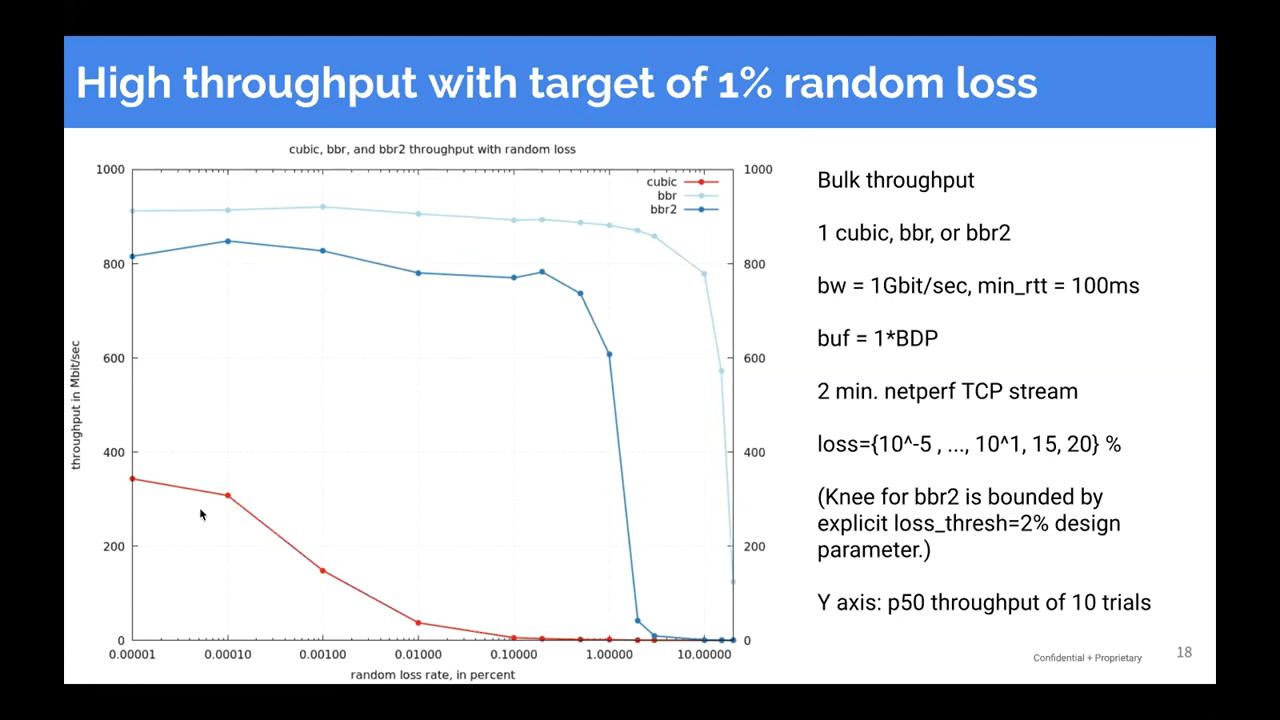 High throughput with target of 1% random loss
cubic, bbr, and bbr2 throughput with random loss
1000
800
600
400
200
0
1000
800
600
400
200
0
throughput in Mbit/sec
cubic
bbr
bbr2
0.00001 0.00010 0.00100 0.01000 0.10000 1.00000 10.00000
random loss rate, in percent
Bulk throughput
1 cubic, bbr, or bbr2
bw = 1Gbit/sec, min_rtt = 100ms
buf = 1*BDP
2 min. netperf TCP stream
loss={10^-5 , ..., 10^1, 15, 20} %
(Knee for bbr2 is bounded by
explicit loss_thresh=2% design
parameter.)
Y axis: p50 throughput of 10 trials
Confidential + Proprietary
18